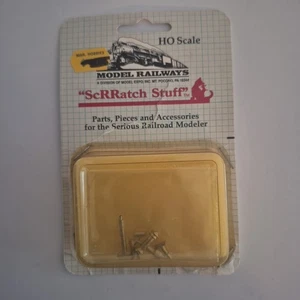 HO Scale
MODEL RAILWAYS
"ScRRatch Stuff"
Parts, Pieces and Accessories
for the Serious Railroad Modeler